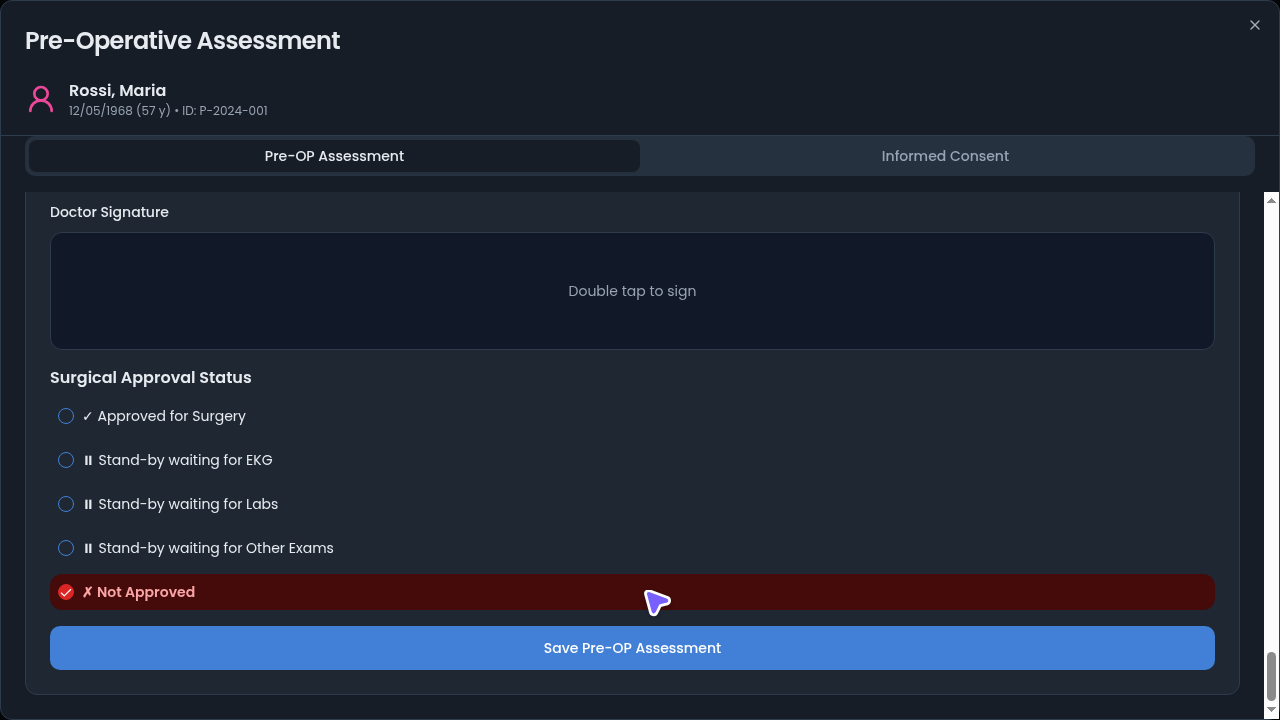 Pre-Operative Assessment
Rossi, Maria
12/05/1968 (57 y) • ID: P-2024-001
Pre-OP Assessment
Informed Consent
Doctor Signature
Double tap to sign
Surgical Approval Status
✓ Approved for Surgery
⏸ Stand-by waiting for EKG
⏸ Stand-by waiting for Labs
⏸ Stand-by waiting for Other Exams
✗ Not Approved
Save Pre-OP Assessment